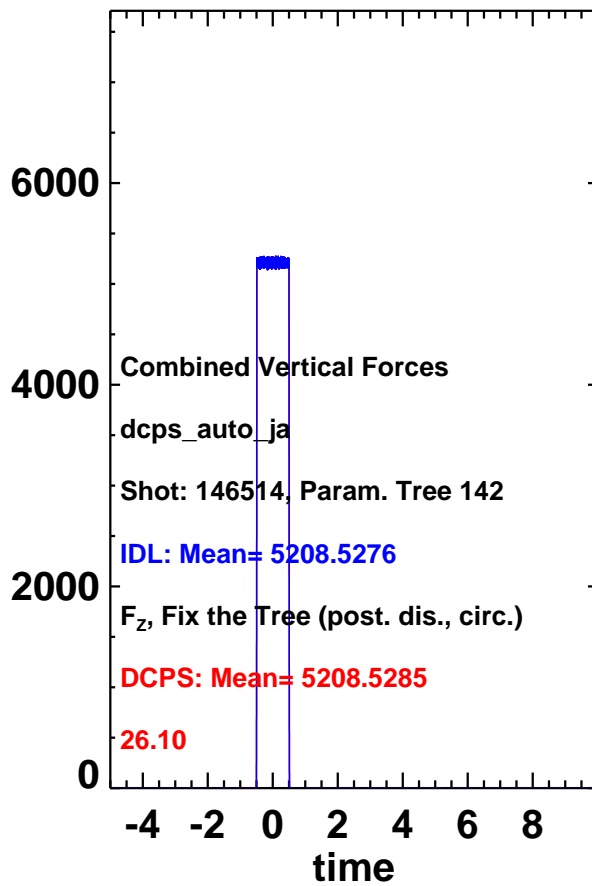 6000
4000
2000
0
Combined Vertical Forces
dcps_auto_ja
Shot: 146514, Param. Tree 142
IDL: Mean= 5208.5276
F_Z, Fix the Tree (post. dis., circ.)
DCPS: Mean= 5208.5285
26.10
-4 -2 0 2 4 6 8
time